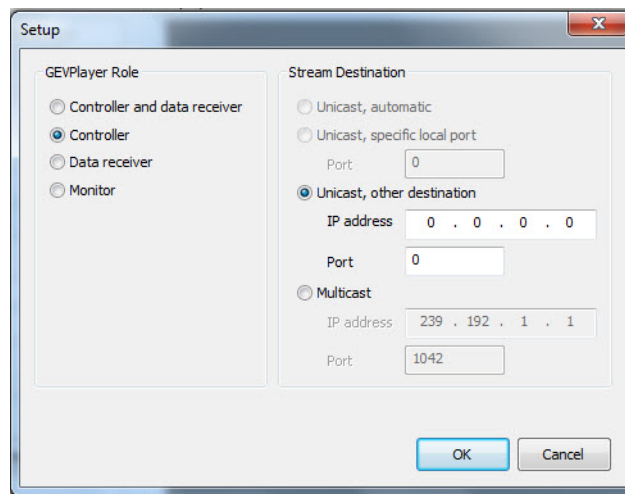 Setup
GEVPlayer Role
Controller and data receiver
Controller
Data receiver
Monitor
Stream Destination
Unicast, automatic
Unicast, specific local port
Port 0
Unicast, other destination
IP address 0 . 0 . 0 . 0
Port 0
Multicast
IP address 239 . 192 . 1 . 1
Port 1042
OK Cancel